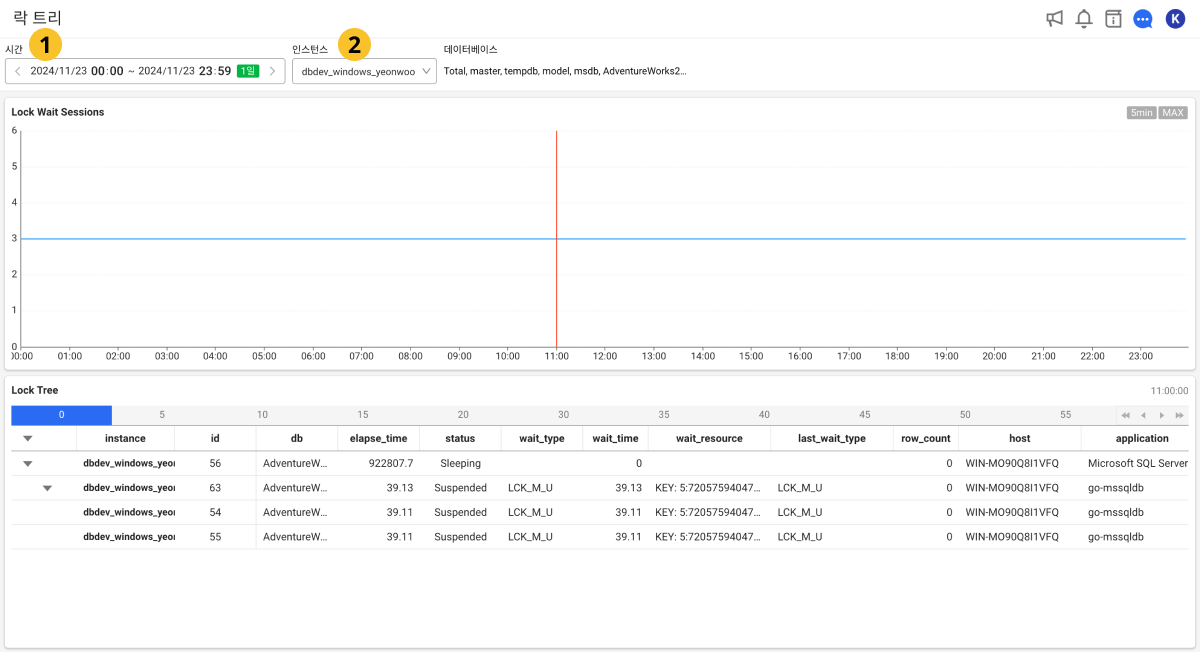 락 트리
K
시간
1
인스턴스
2
데이터베이스
2024/11/23 00:00 ~ 2024/11/23 23:59 1일
dbdev_windows_yeonwoo
Total, master, tempdb, model, msdb, AdventureWorks2...
Lock Wait Sessions
5min MAX
6
5
4
3
2
1
0
00:00 01:00 02:00 03:00 04:00 05:00 06:00 07:00 08:00 09:00 10:00 11:00 12:00 13:00 14:00 15:00 16:00 17:00 18:00 19:00 20:00 21:00 22:00 23:00
Lock Tree
11:00:00
0 5 10 15 20 30 35 40 45 50 55
instance id db elapse_time status wait_type wait_time wait_resource last_wait_type row_count host application
dbdev_windows_yeon 56 AdventureW... 922807.7 Sleeping 0 0 WIN-MO90Q8I1VFQ Microsoft SQL Server
dbdev_windows_yeon 63 AdventureW... 39.13 Suspended LCK_M_U 39.13 KEY: 5:72057594047... LCK_M_U 0 WIN-MO90Q8I1VFQ go-mssqldb
dbdev_windows_yeon 54 AdventureW... 39.11 Suspended LCK_M_U 39.11 KEY: 5:72057594047... LCK_M_U 0 WIN-MO90Q8I1VFQ go-mssqldb
dbdev_windows_yeon 55 AdventureW... 39.11 Suspended LCK_M_U 39.11 KEY: 5:72057594047... LCK_M_U 0 WIN-MO90Q8I1VFQ go-mssqldb